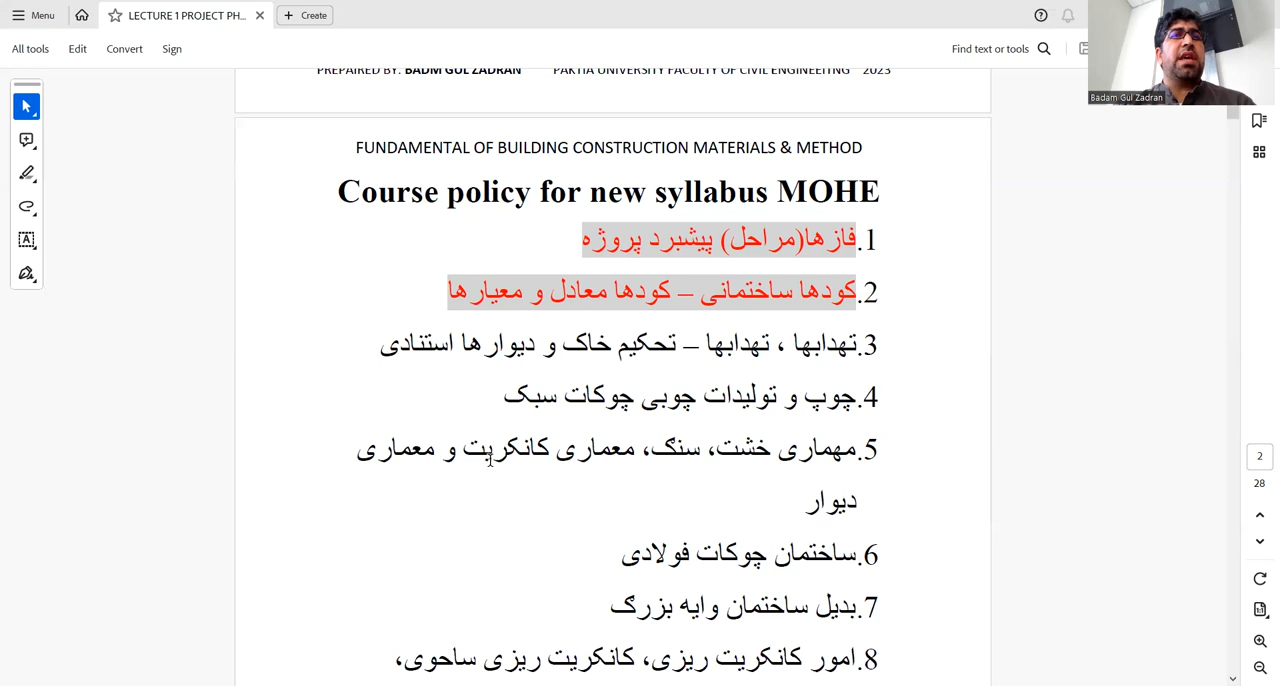 Menu
LECTURE 1 PROJECT PH...
Create
All tools
Edit
Convert
Sign
Find text or tools
Badam Gul Zadran
PREPAIRED BY: BADM GUL ZADRAN PAKTIA UNIVERSITY FACULTY OF CIVIL ENGINEEITNG 2023
FUNDAMENTAL OF BUILDING CONSTRUCTION MATERIALS & METHOD
Course policy for new syllabus MOHE
1. فازها(مراحل) پیشبرد پروژه
2. کودها ساختمانی – کودها معادل و معیارها
3. تهدابها ، تهدابها – تحکیم خاک و دیوارها استنادی
4. چوپ و تولیدات چوبی چوکات سبک
5. مهماری خشت، سنگ، معماری کانکریت و معماری
دیوار
6. ساختمان چوکات فولادی
7. بدیل ساختمان وایه بزرگ
8. امور کانکریت ریزی، کانکریت ریزی ساحوی،
2
28